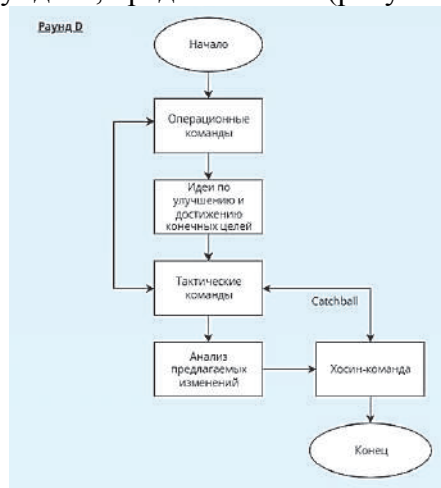 Раунд D
Начало
Операционные
команды
Идеи по
улучшению и
достижению
конечных целей
Тактические
команды
Catchball
Анализ
предлагаемых
изменений
Хосин-команда
Конец